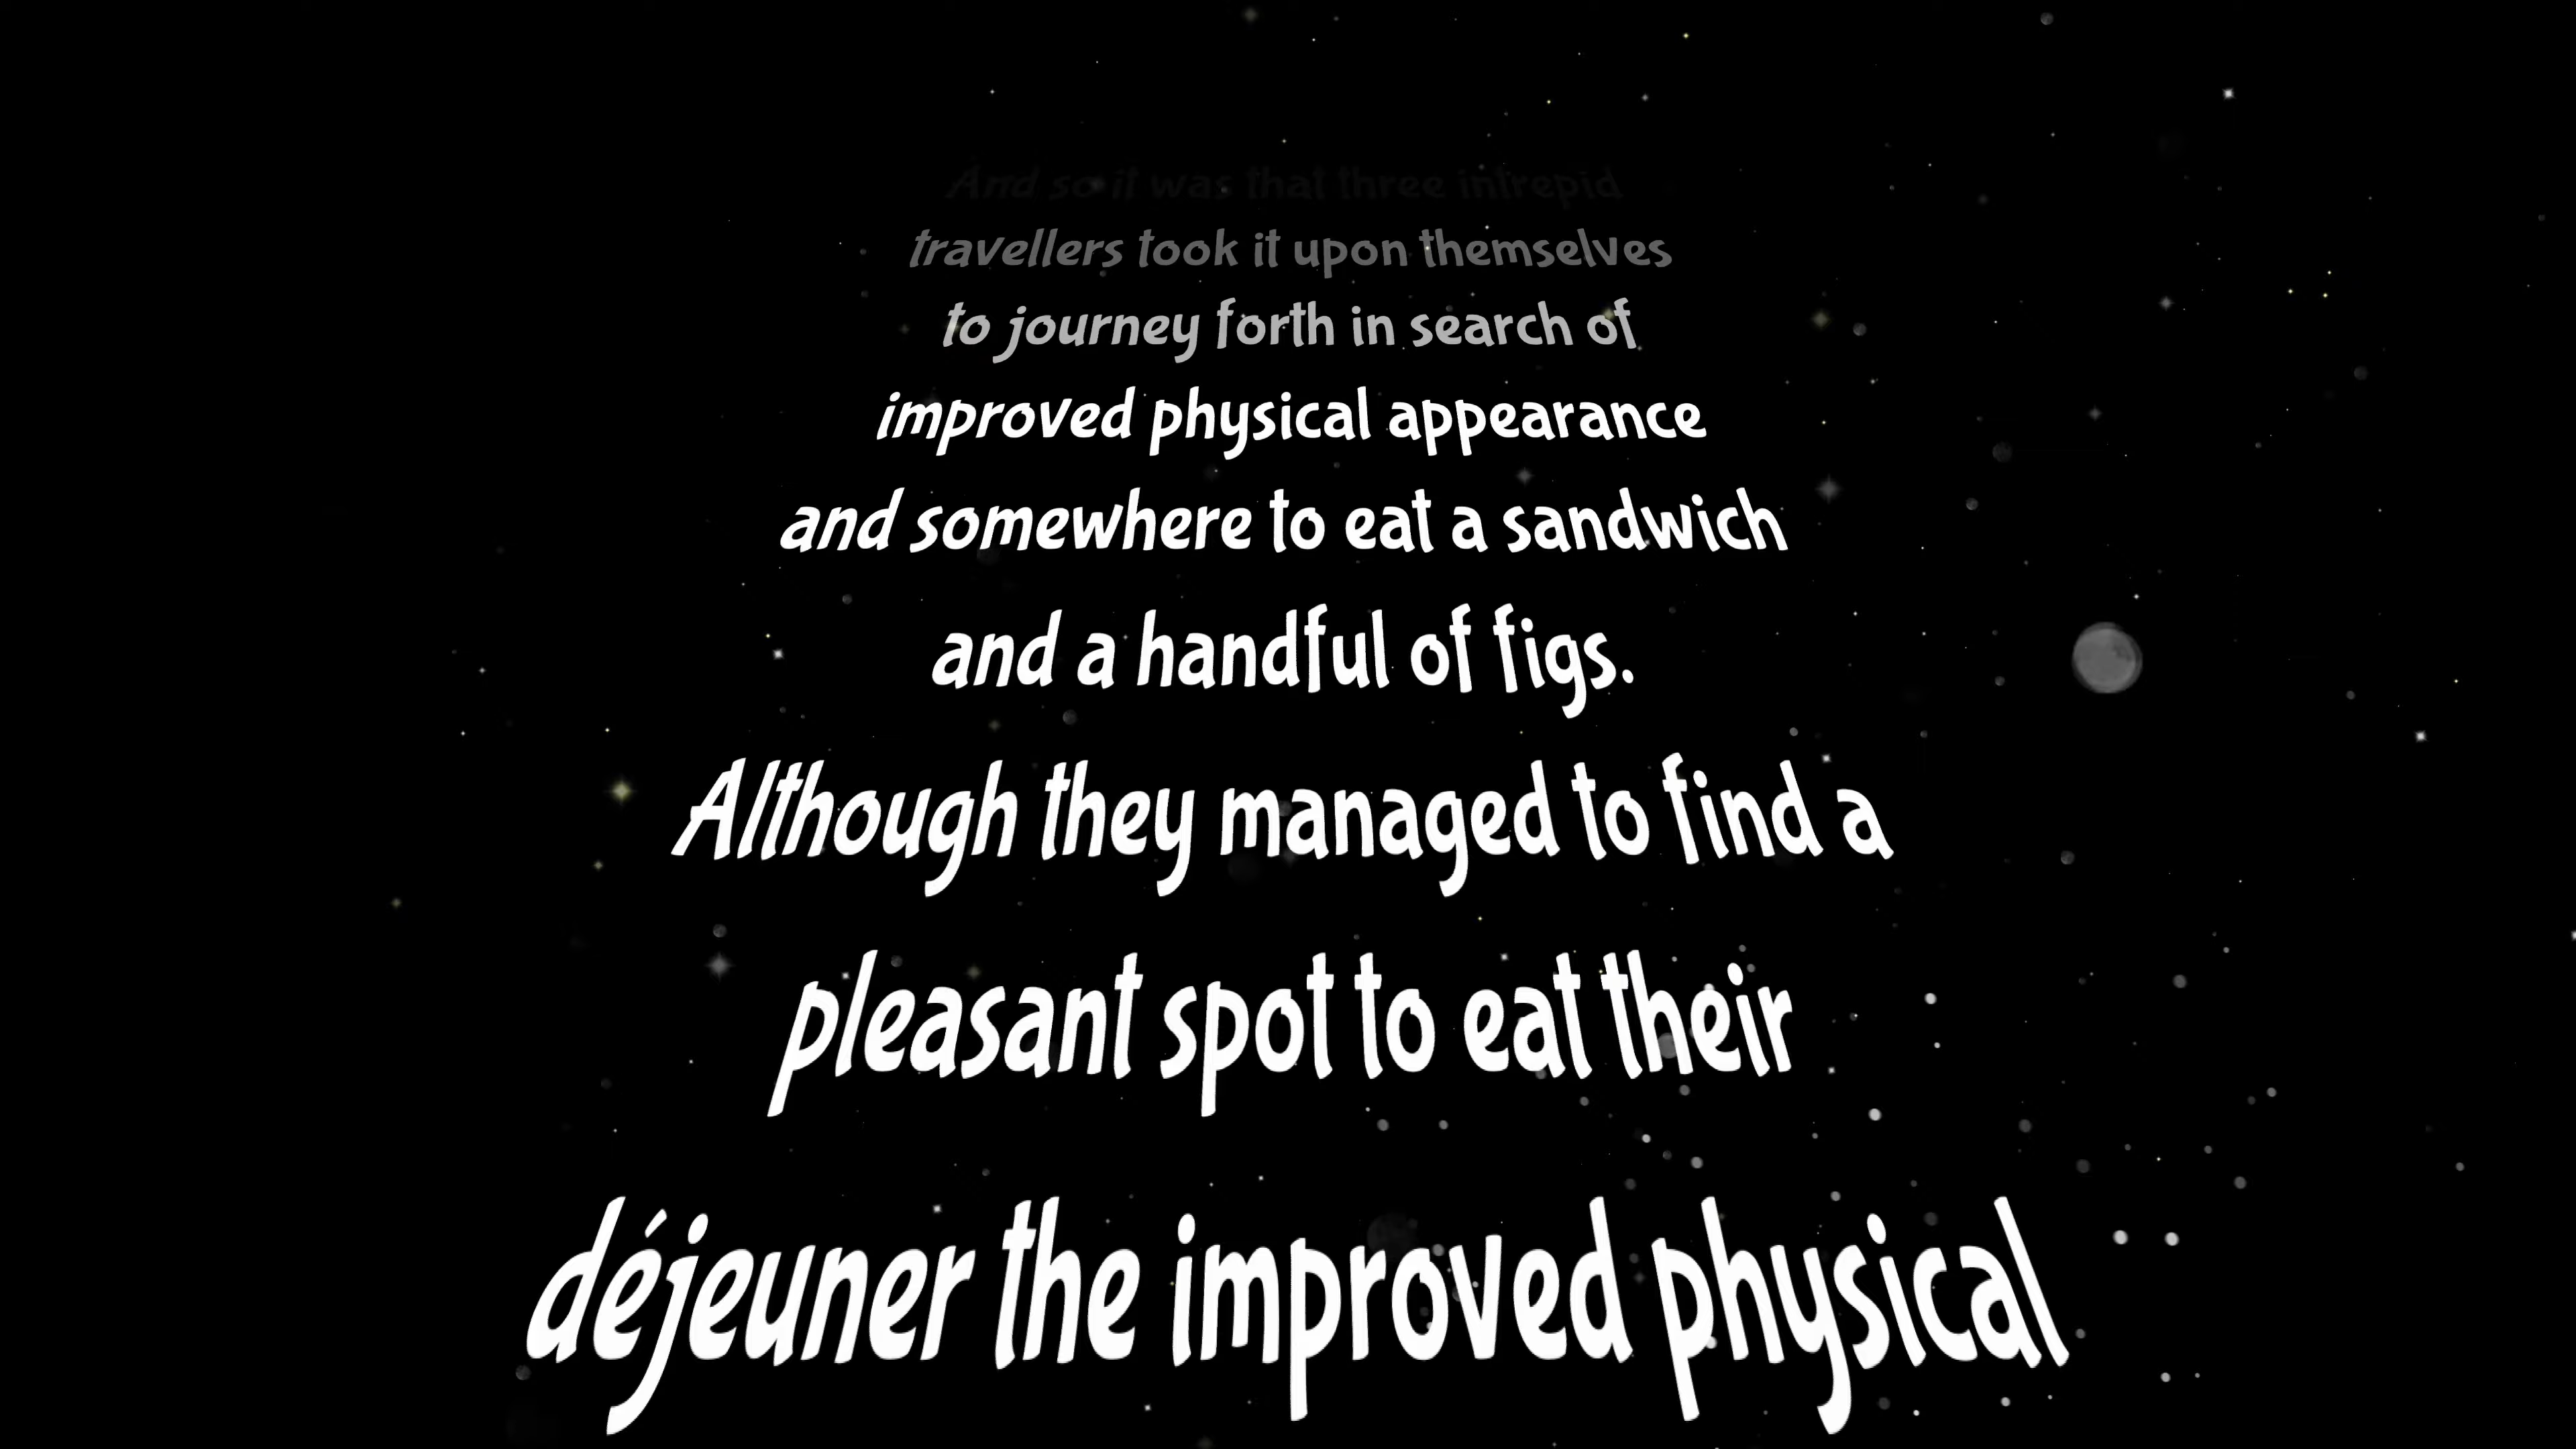 And so it was that three intrepid
travellers took it upon themselves
to journey forth in search of
improved physical appearance
and somewhere to eat a sandwich
and a handful of figs.
Although they managed to find a
pleasant spot to eat their
déjeuner the improved physical